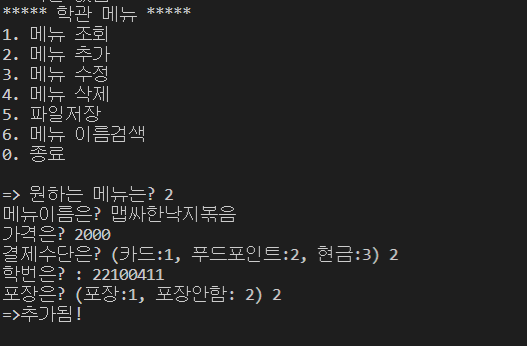 ***** 학관 메뉴 *****
1. 메뉴 조회
2. 메뉴 추가
3. 메뉴 수정
4. 메뉴 삭제
5. 파일저장
6. 메뉴 이름검색
0. 종료
=> 원하는 메뉴는? 2
메뉴이름은? 맵싸한낙지볶음
가격은? 2000
결제수단은? (카드:1, 푸드포인트:2, 현금:3) 2
학번은? : 22100411
포장은? (포장:1, 포장안함: 2) 2
=>추가됨!